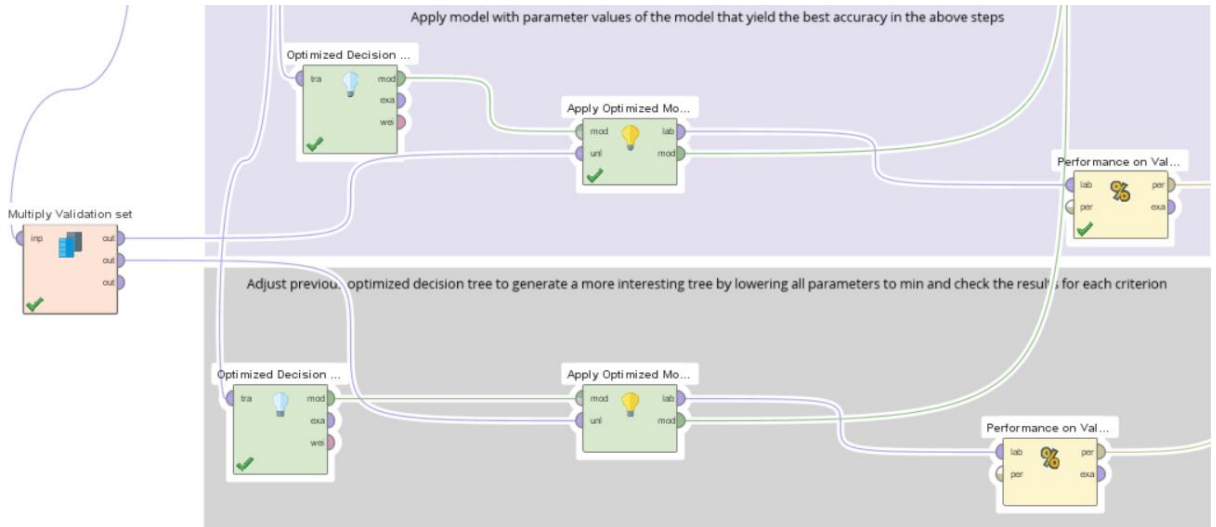 Apply model with parameter values of the model that yield the best accuracy in the above steps
Optimized Decision ...
tra
mod
exa
wei
Apply Optimized Mo...
mod
lab
unl
mod
Performance on Val...
lab
per
per
exa
Multiply Validation set
inp
out
out
out
Adjust previous optimized decision tree to generate a more interesting tree by lowering all parameters to min and check the results for each criterion
Optimized Decision ...
tra
mod
exa
wei
Apply Optimized Mo...
mod
lab
unl
mod
Performance on Val...
lab
per
per
exa
%
%